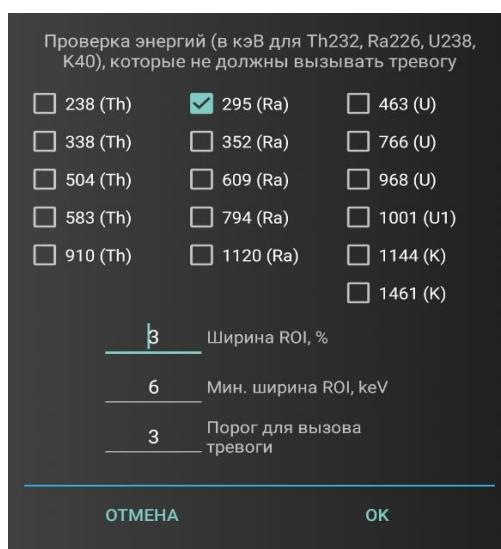 Проверка энергий (в кэВ для Th232, Ra226, U238,
K40), которые не должны вызывать тревогу
238 (Th) 295 (Ra) 463 (U)
338 (Th) 352 (Ra) 766 (U)
504 (Th) 609 (Ra) 968 (U)
583 (Th) 794 (Ra) 1001 (U1)
910 (Th) 1120 (Ra) 1144 (K)
1461 (K)
3 Ширина ROI, %
6 Мин. ширина ROI, keV
3 Порог для вызова
тревоги
ОТМЕНА OK